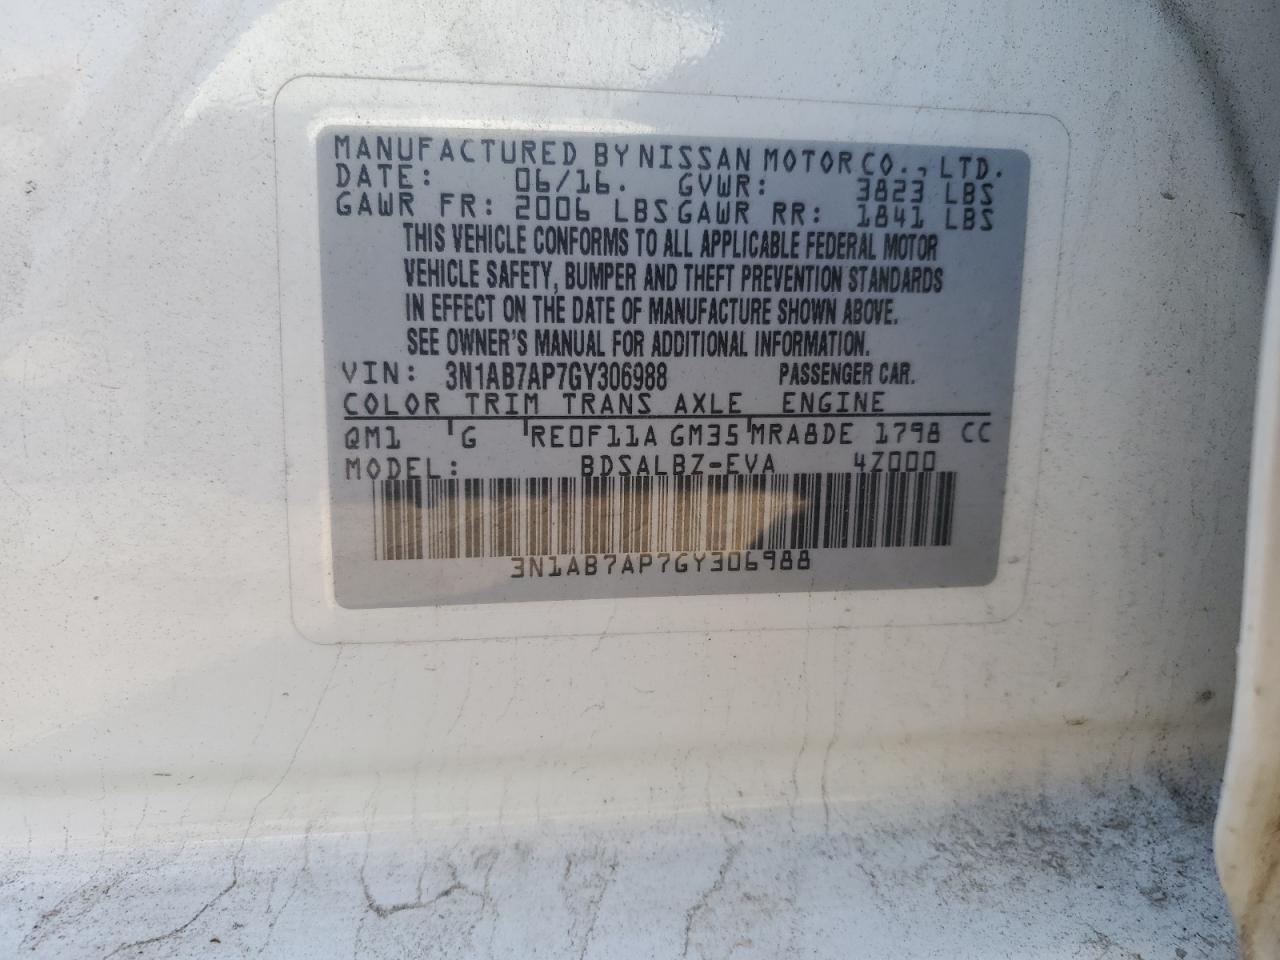 MANUFACTURED BY NISSAN MOTOR CO., LTD.
DATE: 06/16. GVWR: 3823 LBS
GAWR FR: 2006 LBS GAWR RR: 1841 LBS
THIS VEHICLE CONFORMS TO ALL APPLICABLE FEDERAL MOTOR
VEHICLE SAFETY, BUMPER AND THEFT PREVENTION STANDARDS
IN EFFECT ON THE DATE OF MANUFACTURE SHOWN ABOVE.
SEE OWNER'S MANUAL FOR ADDITIONAL INFORMATION.
VIN: 3N1AB7AP7GY306988 PASSENGER CAR.
COLOR TRIM TRANS AXLE ENGINE
QM1 G RE0F11A GM35 MRA8DE 1798 CC
MODEL: BDSALBZ-EVA 4Z000
3N1AB7AP7GY306988